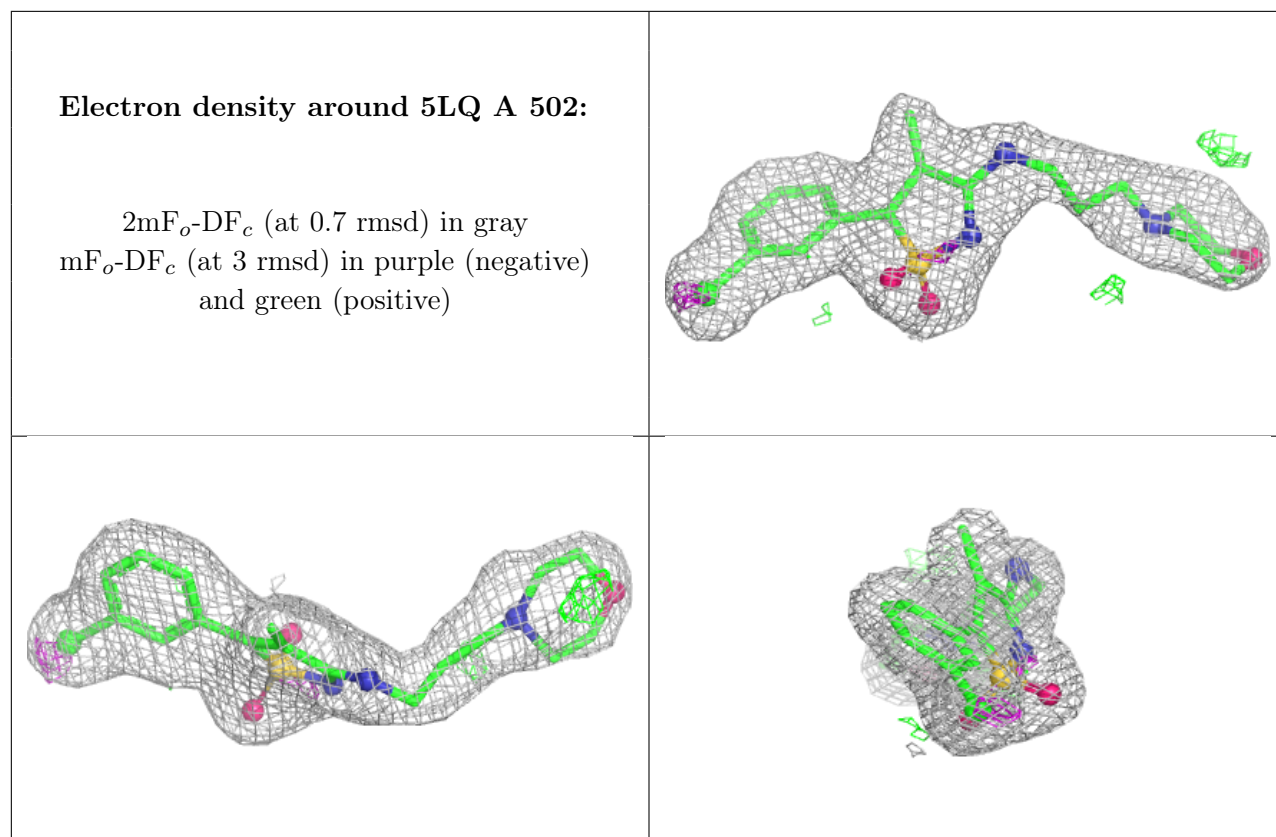 Electron density around 5LQ A 502:
2mFₒ-DF𝒸 (at 0.7 rmsd) in gray
mFₒ-DF𝒸 (at 3 rmsd) in purple (negative)
and green (positive)